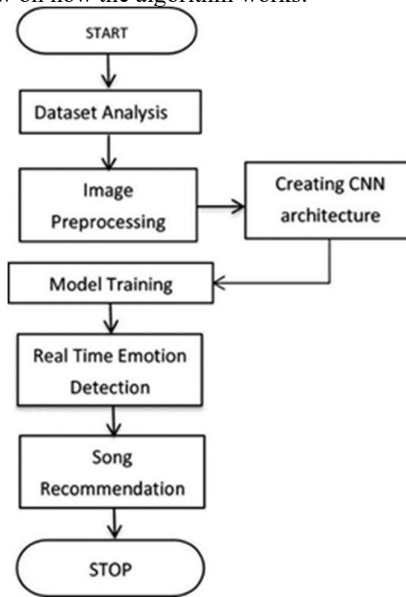 on how the algorithm works.
START
Dataset Analysis
Image
Preprocessing
Creating CNN
architecture
Model Training
Real Time Emotion
Detection
Song
Recommendation
STOP